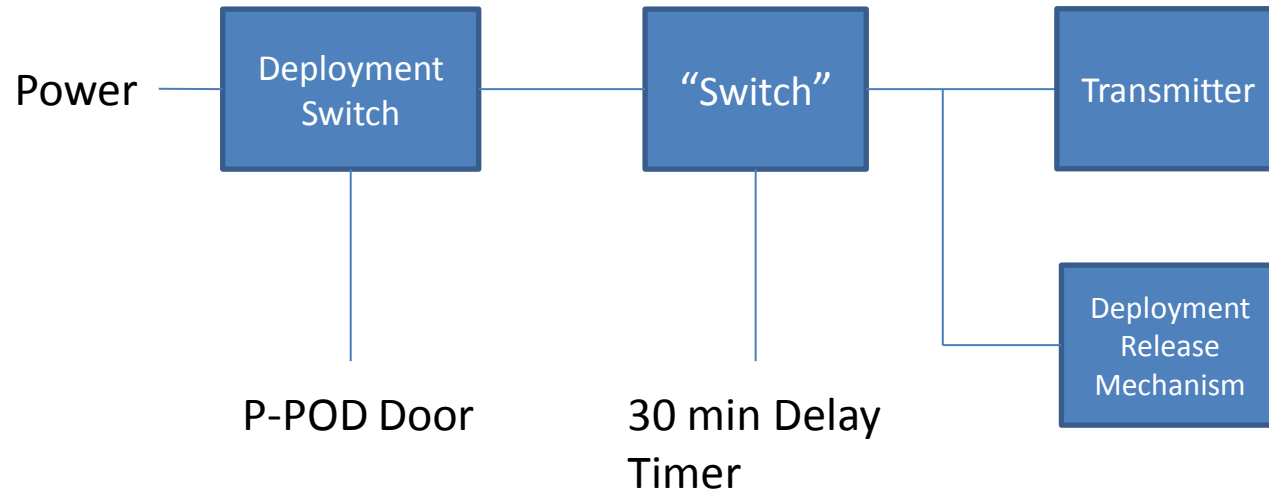 Power
Deployment
Switch
“Switch”
Transmitter
Deployment
Release
Mechanism
P-POD Door
30 min Delay
Timer